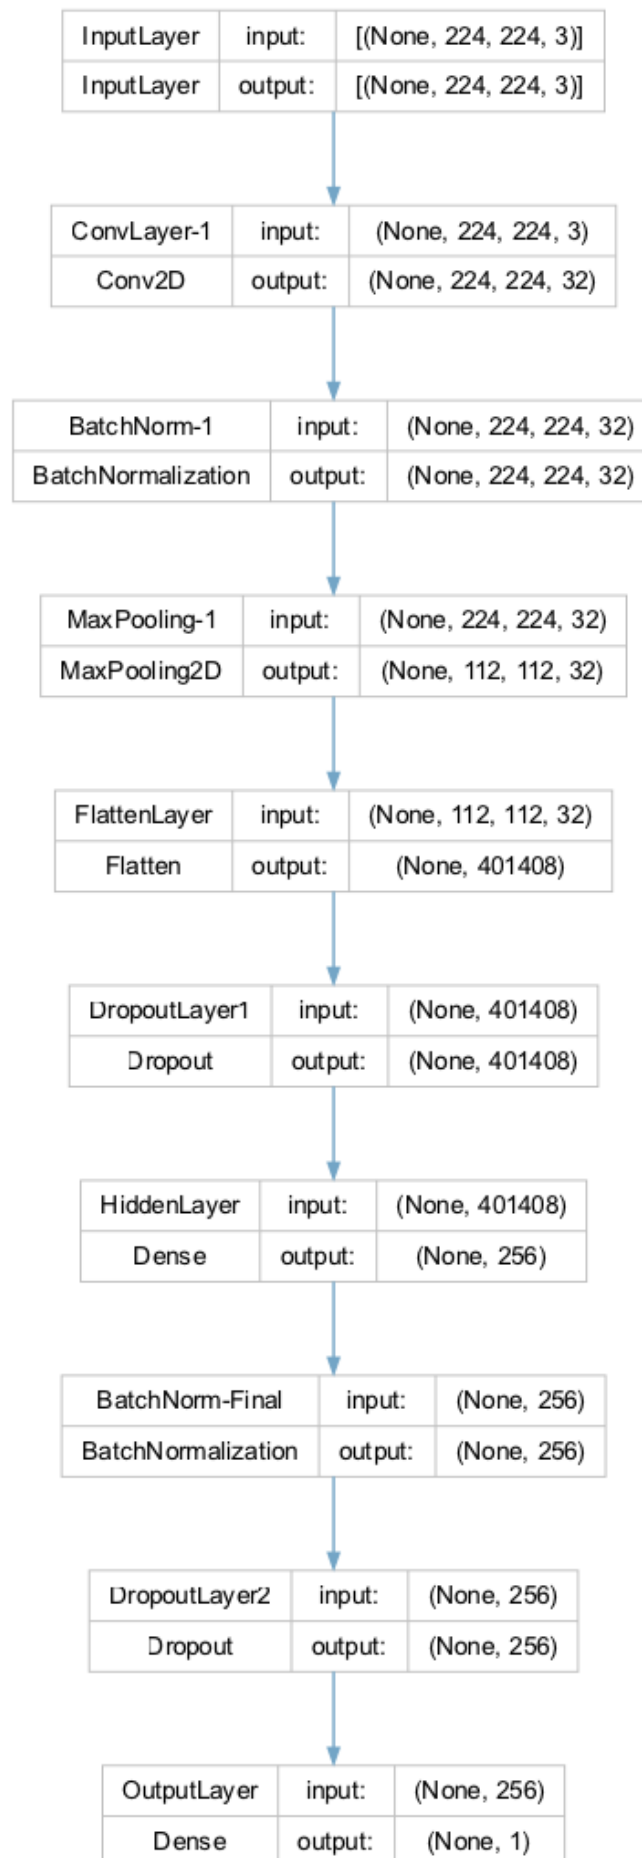 InputLayer input: [(None, 224, 224, 3)]
InputLayer output: [(None, 224, 224, 3)]
ConvLayer-1 input: (None, 224, 224, 3)
Conv2D output: (None, 224, 224, 32)
BatchNorm-1 input: (None, 224, 224, 32)
BatchNormalization output: (None, 224, 224, 32)
MaxPooling-1 input: (None, 224, 224, 32)
MaxPooling2D output: (None, 112, 112, 32)
FlattenLayer input: (None, 112, 112, 32)
Flatten output: (None, 401408)
DropoutLayer1 input: (None, 401408)
Dropout output: (None, 401408)
HiddenLayer input: (None, 401408)
Dense output: (None, 256)
BatchNorm-Final input: (None, 256)
BatchNormalization output: (None, 256)
DropoutLayer2 input: (None, 256)
Dropout output: (None, 256)
OutputLayer input: (None, 256)
Dense output: (None, 1)